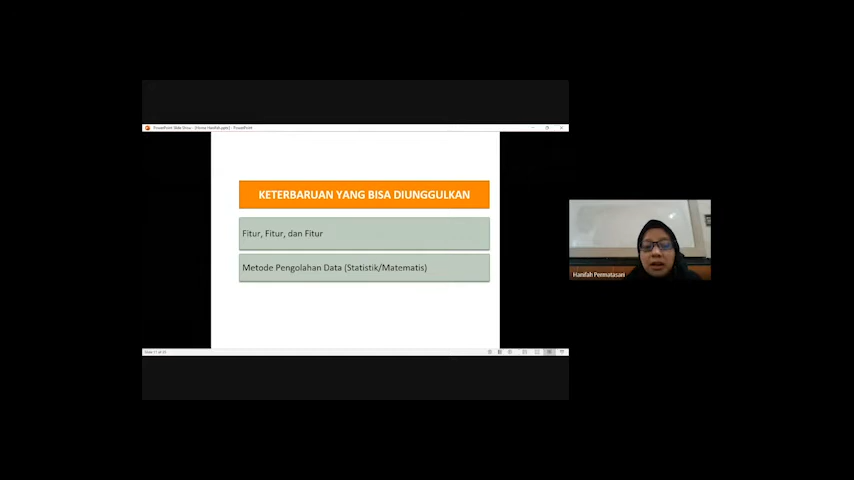 KETERBARUAN YANG BISA DIUNGGULKAN
Fitur, Fitur, dan Fitur
Metode Pengolahan Data (Statistik/Matematis)
Hanifah Permatasari